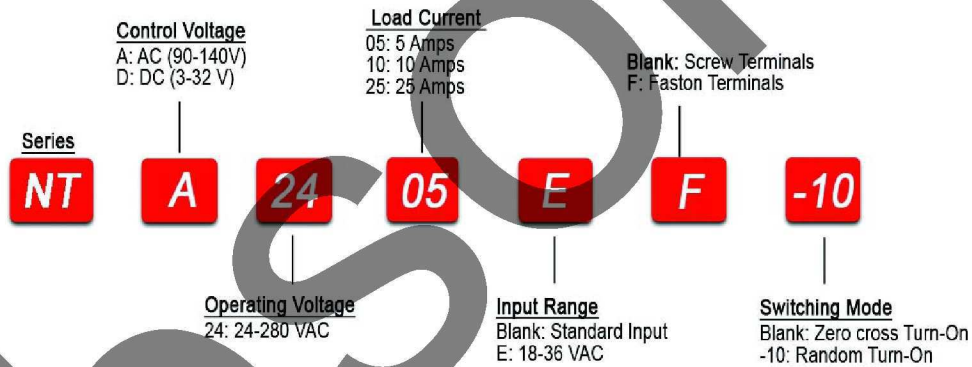 Control Voltage
A: AC (90-140V)
D: DC (3-32 V)
Load Current
05: 5 Amps
10: 10 Amps
25: 25 Amps
Blank: Screw Terminals
F: Faston Terminals
Series
NT A 24 05 E F -10
Operating Voltage
24: 24-280 VAC
Input Range
Blank: Standard Input
E: 18-36 VAC
Switching Mode
Blank: Zero cross Turn-On
-10: Random Turn-On